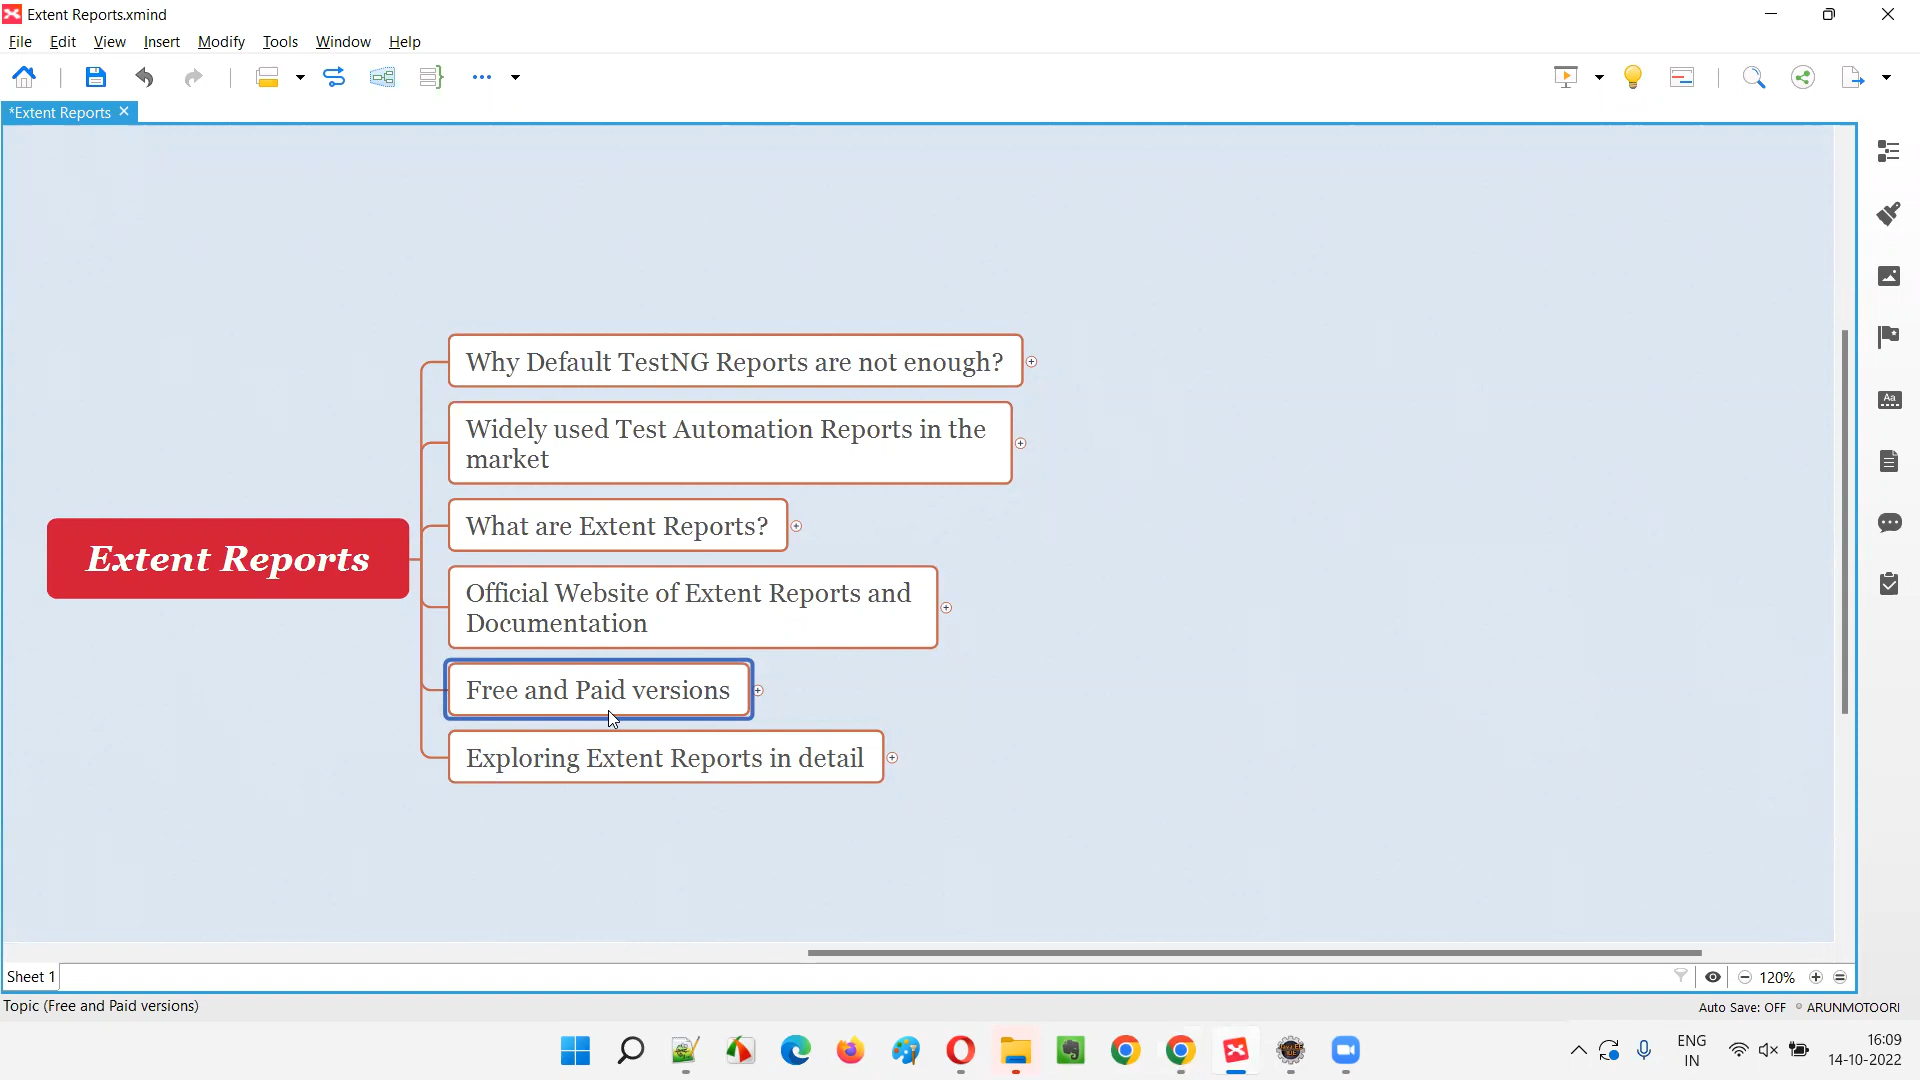 Extent Reports.xmind
File Edit View Insert Modify Tools Window Help
*Extent Reports
Why Default TestNG Reports are not enough?
Widely used Test Automation Reports in the
market
What are Extent Reports?
Extent Reports
Official Website of Extent Reports and
Documentation
Free and Paid versions
Exploring Extent Reports in detail
Aa
Sheet 1
120%
Topic (Free and Paid versions)
Auto Save: OFF ARUNMOTOORI
ENG
IN
16:09
14-10-2022